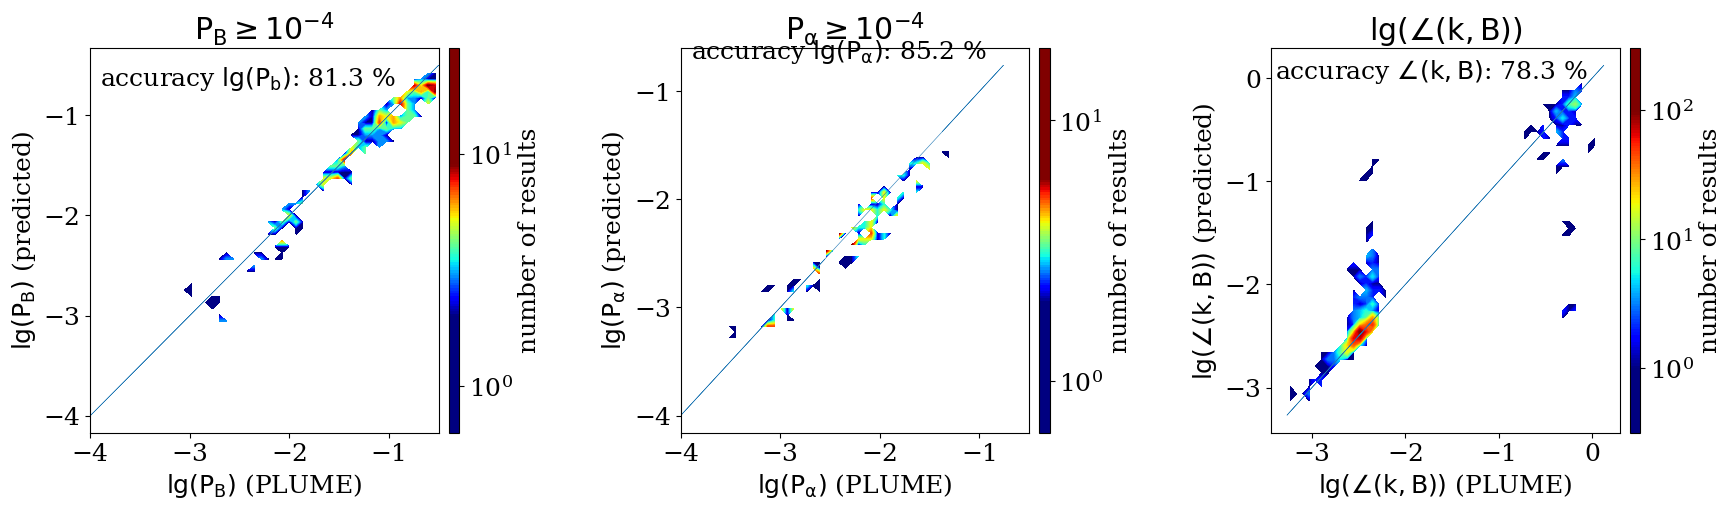 P_B ≥ 10^−4
accuracy lg(P_b): 81.3 %
−1
−2
−3
−4
−4 −3 −2 −1
lg(P_B) (predicted)
lg(P_B) (PLUME)
10^1
10^0
number of results
P_α ≥ 10^−4
accuracy lg(P_α): 85.2 %
−1
−2
−3
−4
−4 −3 −2 −1
lg(P_α) (predicted)
lg(P_α) (PLUME)
10^1
10^0
number of results
lg(∠(k, B))
accuracy ∠(k, B): 78.3 %
0
−1
−2
−3
−3 −2 −1 0
lg(∠(k, B)) (predicted)
lg(∠(k, B)) (PLUME)
10^2
10^1
10^0
number of results